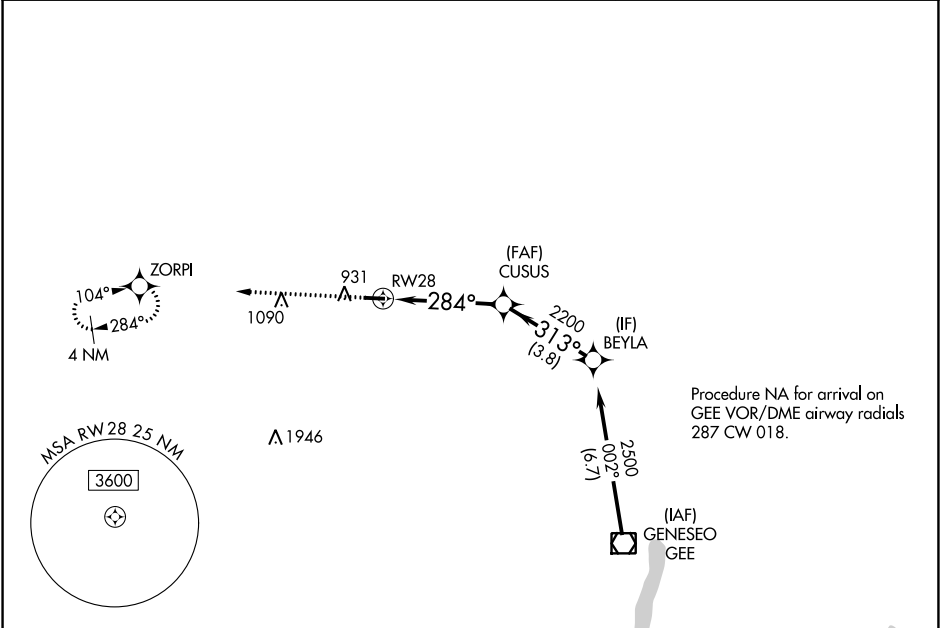 (FAF)
CUSUS
ZORPI
104°
284°
4 NM
931
RW28
1090
284°
2200
313°
(3.8)
(IF)
BEYLA
Procedure NA for arrival on
GEE VOR/DME airway radials
287 CW 018.
1946
MSA RW 28 25 NM
3600
2500
002°
(6.7)
(IAF)
GENESEO
GEE